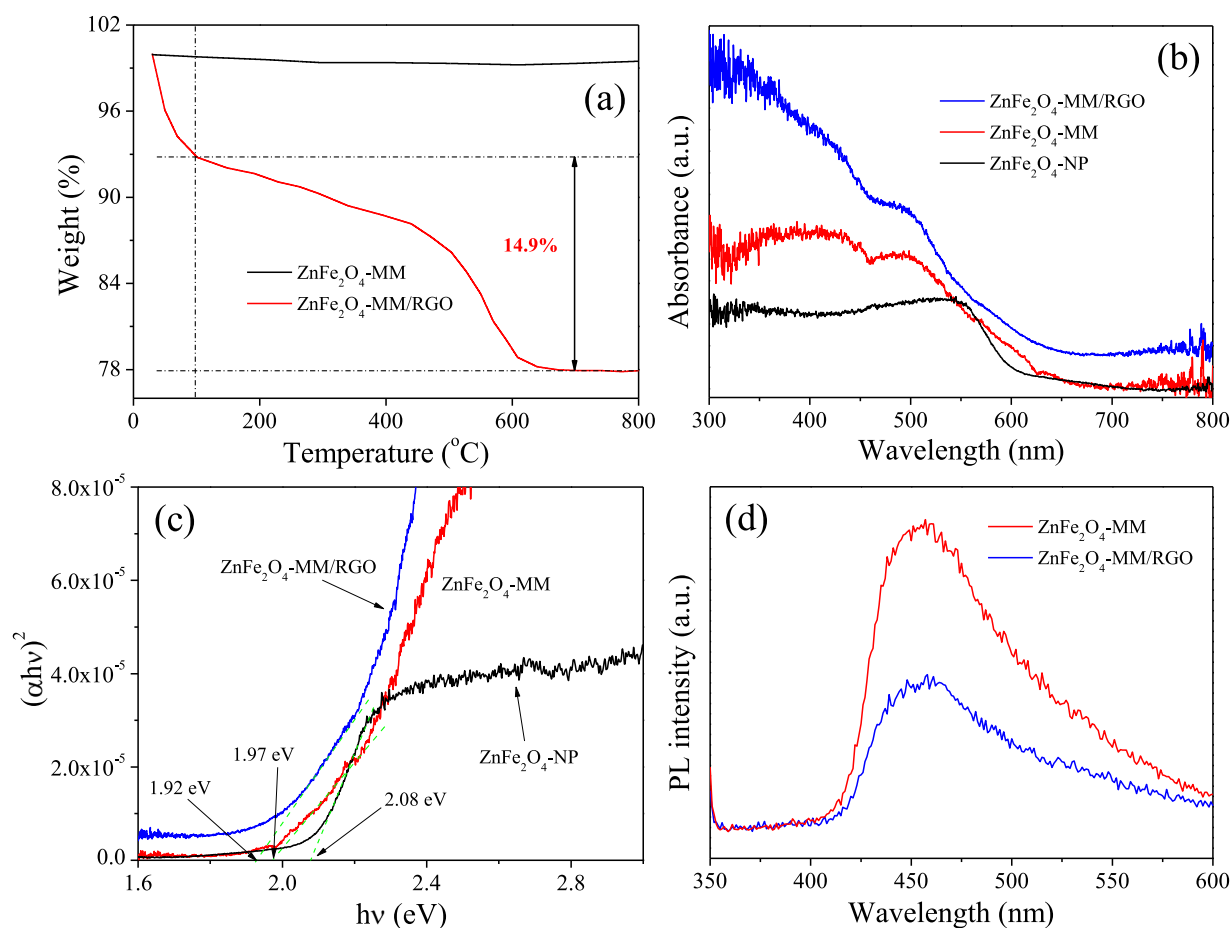 (a)
Weight (%)
102
96
90
84
78
14.9%
ZnFe₂O₄-MM
ZnFe₂O₄-MM/RGO
0 200 400 600 800
Temperature (°C)
(b)
Absorbance (a.u.)
ZnFe₂O₄-MM/RGO
ZnFe₂O₄-MM
ZnFe₂O₄-NP
300 400 500 600 700 800
Wavelength (nm)
(c)
(αhν)²
8.0x10⁻⁵
6.0x10⁻⁵
4.0x10⁻⁵
2.0x10⁻⁵
0.0
ZnFe₂O₄-MM/RGO
ZnFe₂O₄-MM
ZnFe₂O₄-NP
1.97 eV
1.92 eV
2.08 eV
1.6 2.0 2.4 2.8
hν (eV)
(d)
PL intensity (a.u.)
ZnFe₂O₄-MM
ZnFe₂O₄-MM/RGO
350 400 450 500 550 600
Wavelength (nm)